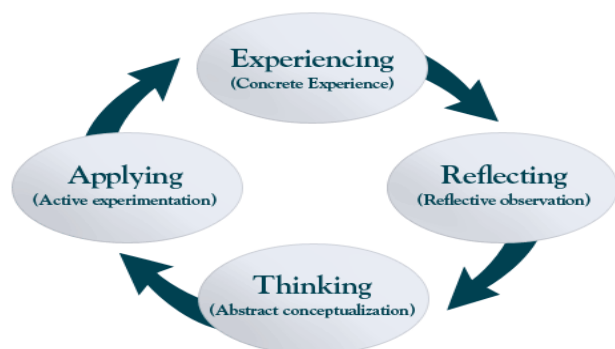 Experiencing
(Concrete Experience)
Reflecting
(Reflective observation)
Thinking
(Abstract conceptualization)
Applying
(Active experimentation)